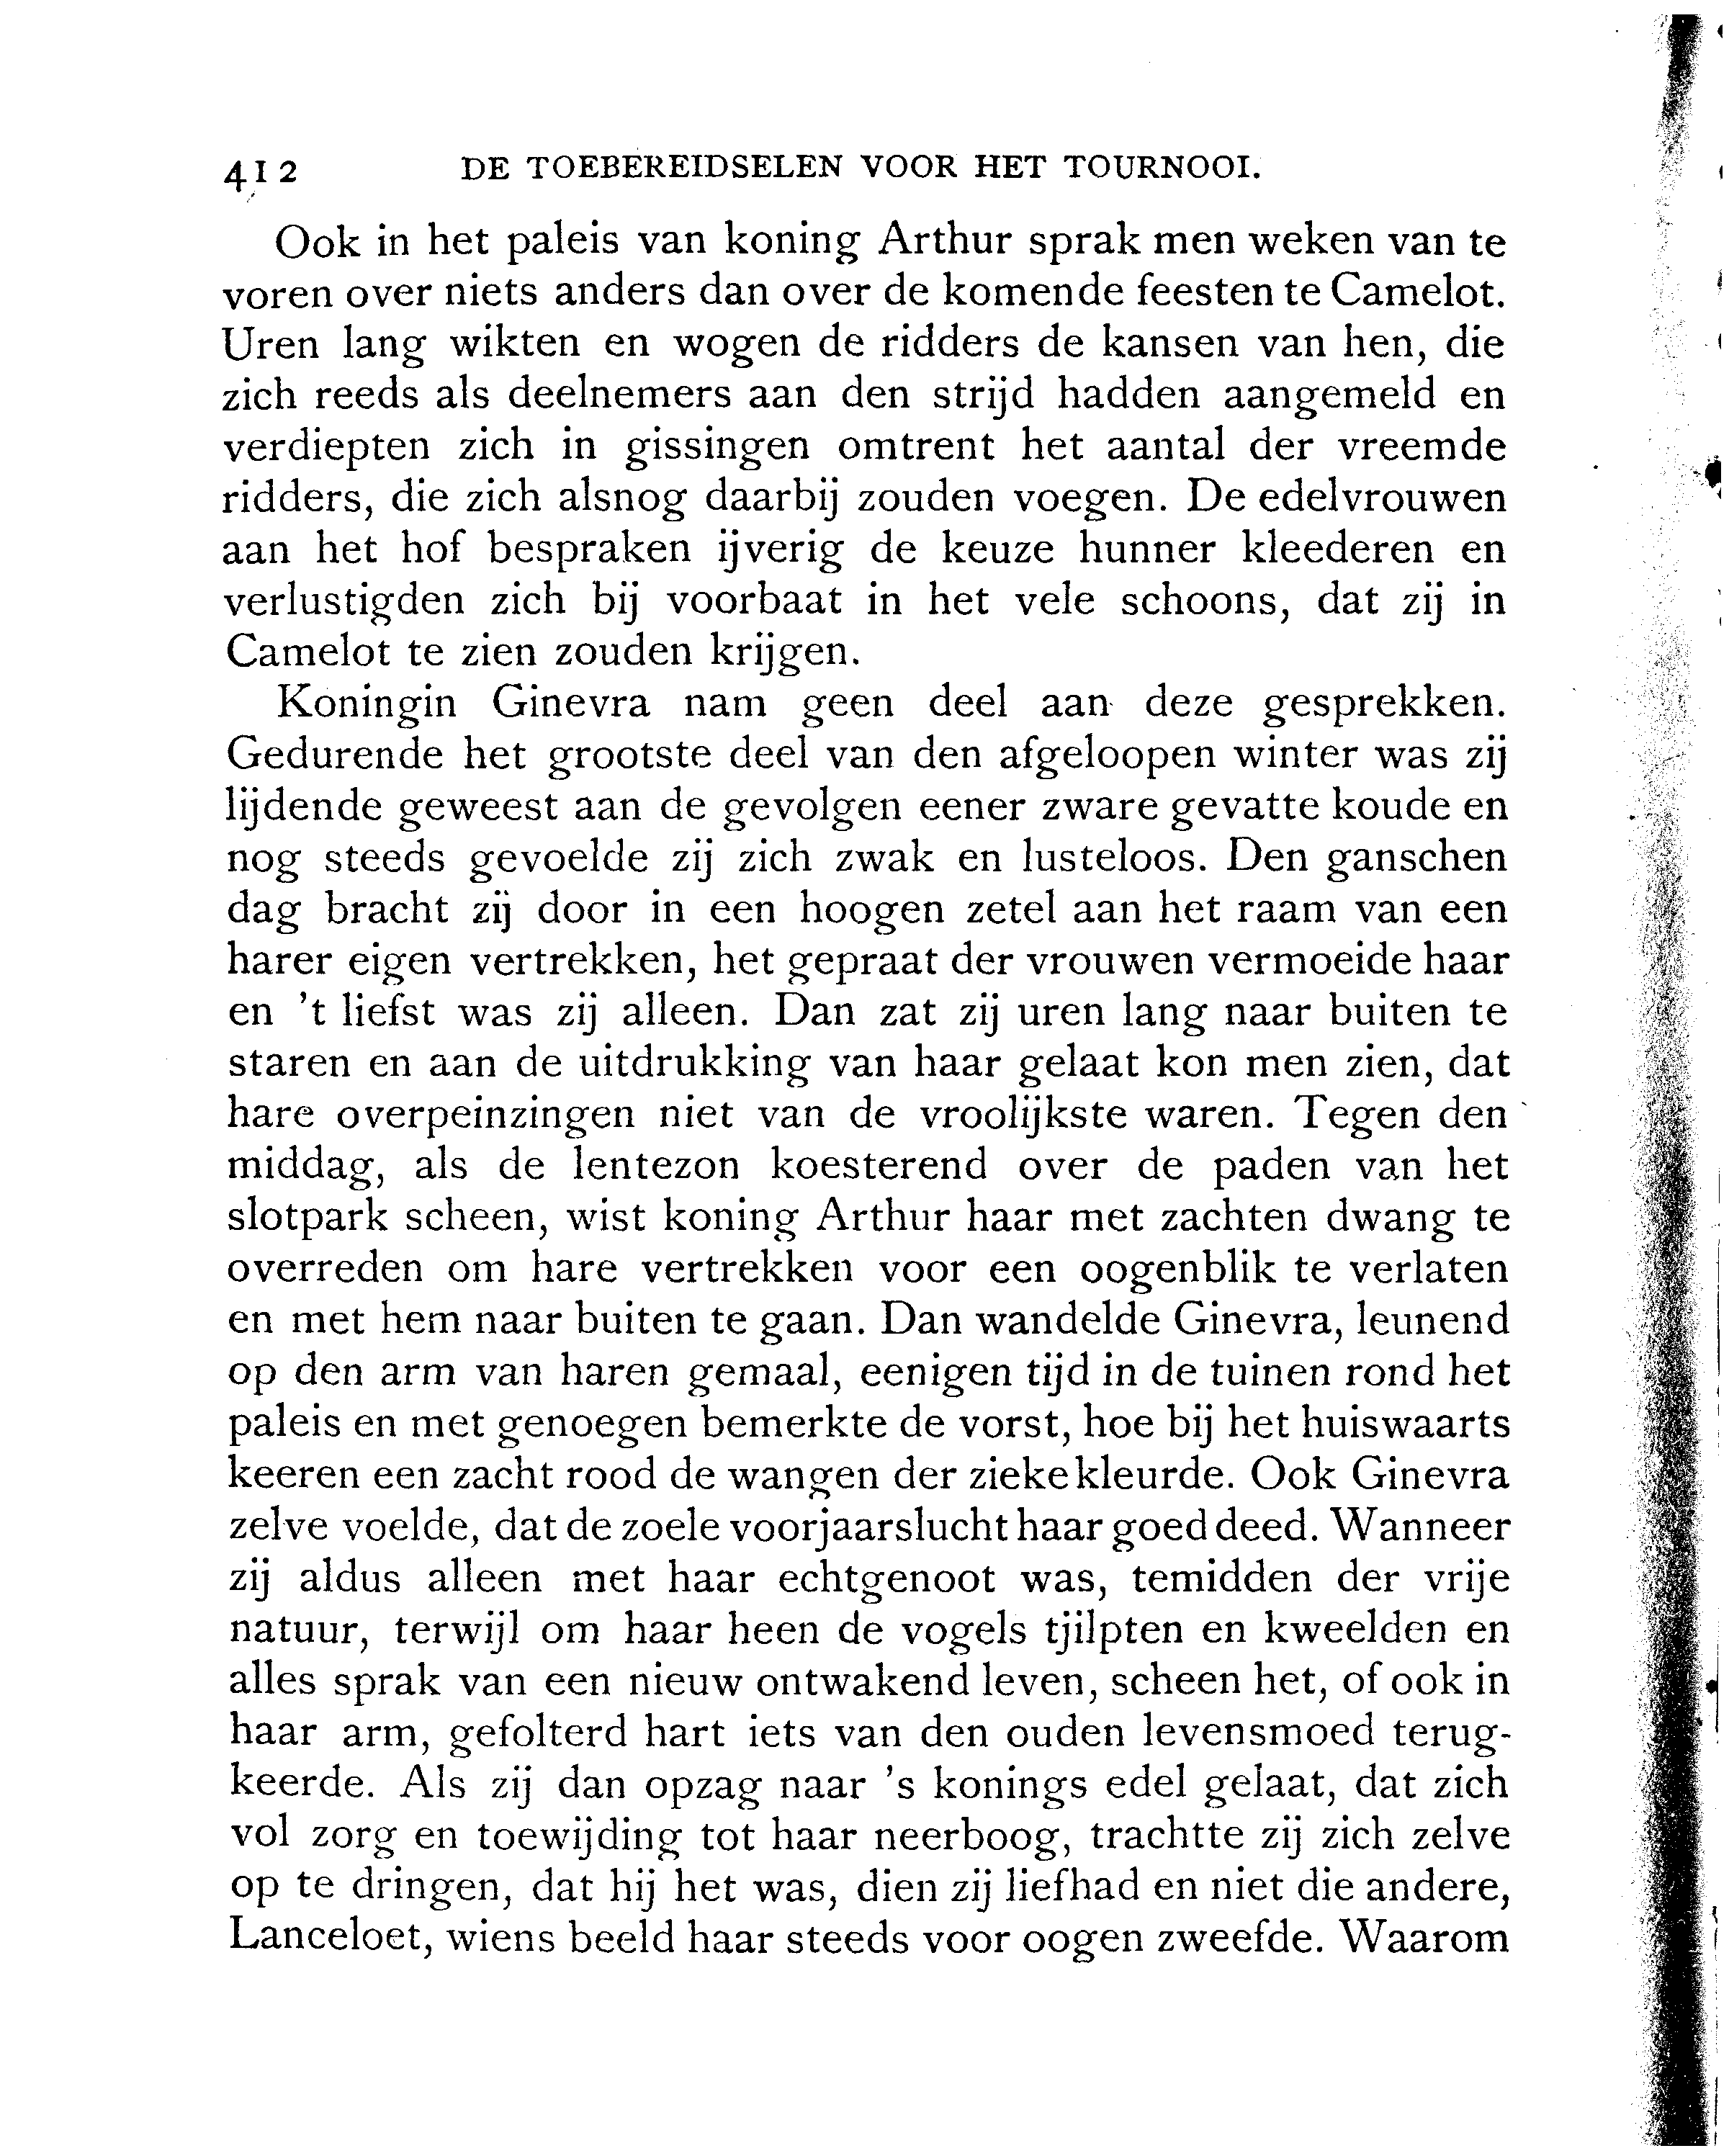 412 DE TOEBEREIDSELEN VOOR HET TOURNOOI.
Ook in het paleis van koning Arthur sprak men weken van te
voren over niets anders dan over de komende feesten te Camelot.
Uren lang wikten en wogen de ridders de kansen van hen, die
zich reeds als deelnemers aan den strijd hadden aangemeld en
verdiepten zich in gissingen omtrent het aantal der vreemde
ridders, die zich alsnog daarbij zouden voegen. De edelvrouwen
aan het hof bespraken ijverig de keuze hunner kleederen en
verlustigden zich bij voorbaat in het vele schoons, dat zij in
Camelot te zien zouden krijgen.
Koningin Ginevra nam geen deel aan deze gesprekken.
Gedurende het grootste deel van den afgeloopen winter was zij
lijdende geweest aan de gevolgen eener zware gevatte koude en
nog steeds gevoelde zij zich zwak en lusteloos. Den ganschen
dag bracht zij door in een hoogen zetel aan het raam van een
harer eigen vertrekken, het gepraat der vrouwen vermoeide haar
en 't liefst was zij alleen. Dan zat zij uren lang naar buiten te
staren en aan de uitdrukking van haar gelaat kon men zien, dat
hare overpeinzingen niet van de vroolijkste waren. Tegen den
middag, als de lentezon koesterend over de paden van het
slotpark scheen, wist koning Arthur haar met zachten dwang te
overreden om hare vertrekken voor een oogenblik te verlaten
en met hem naar buiten te gaan. Dan wandelde Ginevra, leunend
op den arm van haren gemaal, eenigen tijd in de tuinen rond het
paleis en met genoegen bemerkte de vorst, hoe bij het huiswaarts
keeren een zacht rood de wangen der zieke kleurde. Ook Ginevra
zelve voelde, dat de zoele voorjaarslucht haar goed deed. Wanneer
zij aldus alleen met haar echtgenoot was, temidden der vrije
natuur, terwijl om haar heen de vogels tjilpten en kweelden en
alles sprak van een nieuw ontwakend leven, scheen het, of ook in
haar arm, gefolterd hart iets van den ouden levensmoed terug-
keerde. Als zij dan opzag naar 's konings edel gelaat, dat zich
vol zorg en toewijding tot haar neerboog, trachtte zij zich zelve
op te dringen, dat hij het was, dien zij liefhad en niet die andere,
Lanceloet, wiens beeld haar steeds voor oogen zweefde. Waarom